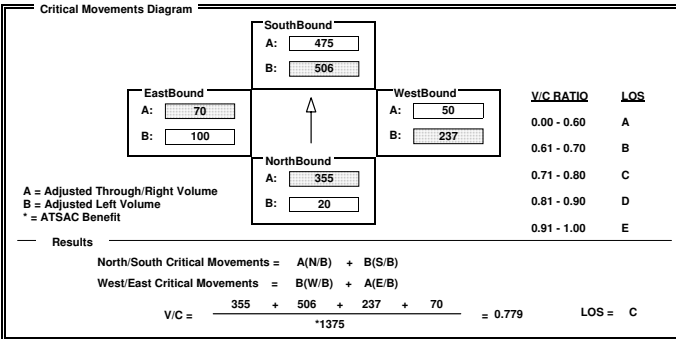 Critical Movements Diagram
SouthBound
A: 475
B: 506
EastBound
A: 70
B: 100
WestBound
A: 50
B: 237
V/C RATIO LOS
0.00 - 0.60 A
0.61 - 0.70 B
0.71 - 0.80 C
0.81 - 0.90 D
0.91 - 1.00 E
NorthBound
A: 355
B: 20
A = Adjusted Through/Right Volume
B = Adjusted Left Volume
* = ATSAC Benefit
Results
North/South Critical Movements = A(N/B) + B(S/B)
West/East Critical Movements = B(W/B) + A(E/B)
V/C = 355 + 506 + 237 + 70 = 0.779 LOS = C
*1375